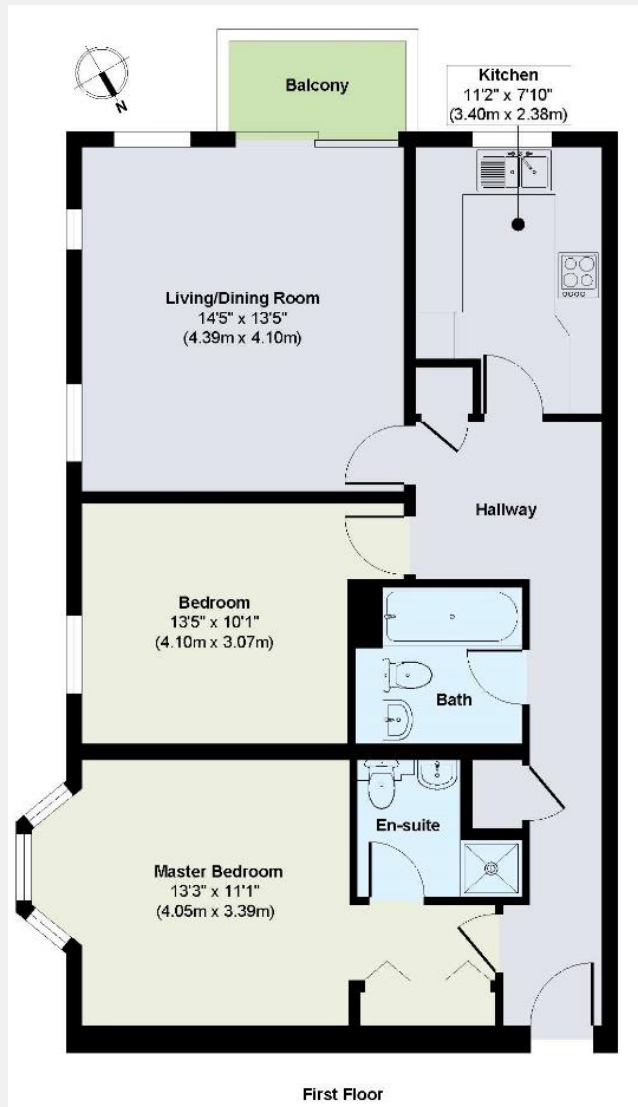 Balcony
Kitchen
11'2" x 7'10"
(3.40m x 2.38m)
N
Living/Dining Room
14'5" x 13'5"
(4.39m x 4.10m)
Hallway
Bedroom
13'5" x 10'1"
(4.10m x 3.07m)
Bath
En-suite
Master Bedroom
13'3" x 11'1"
(4.05m x 3.39m)
First Floor